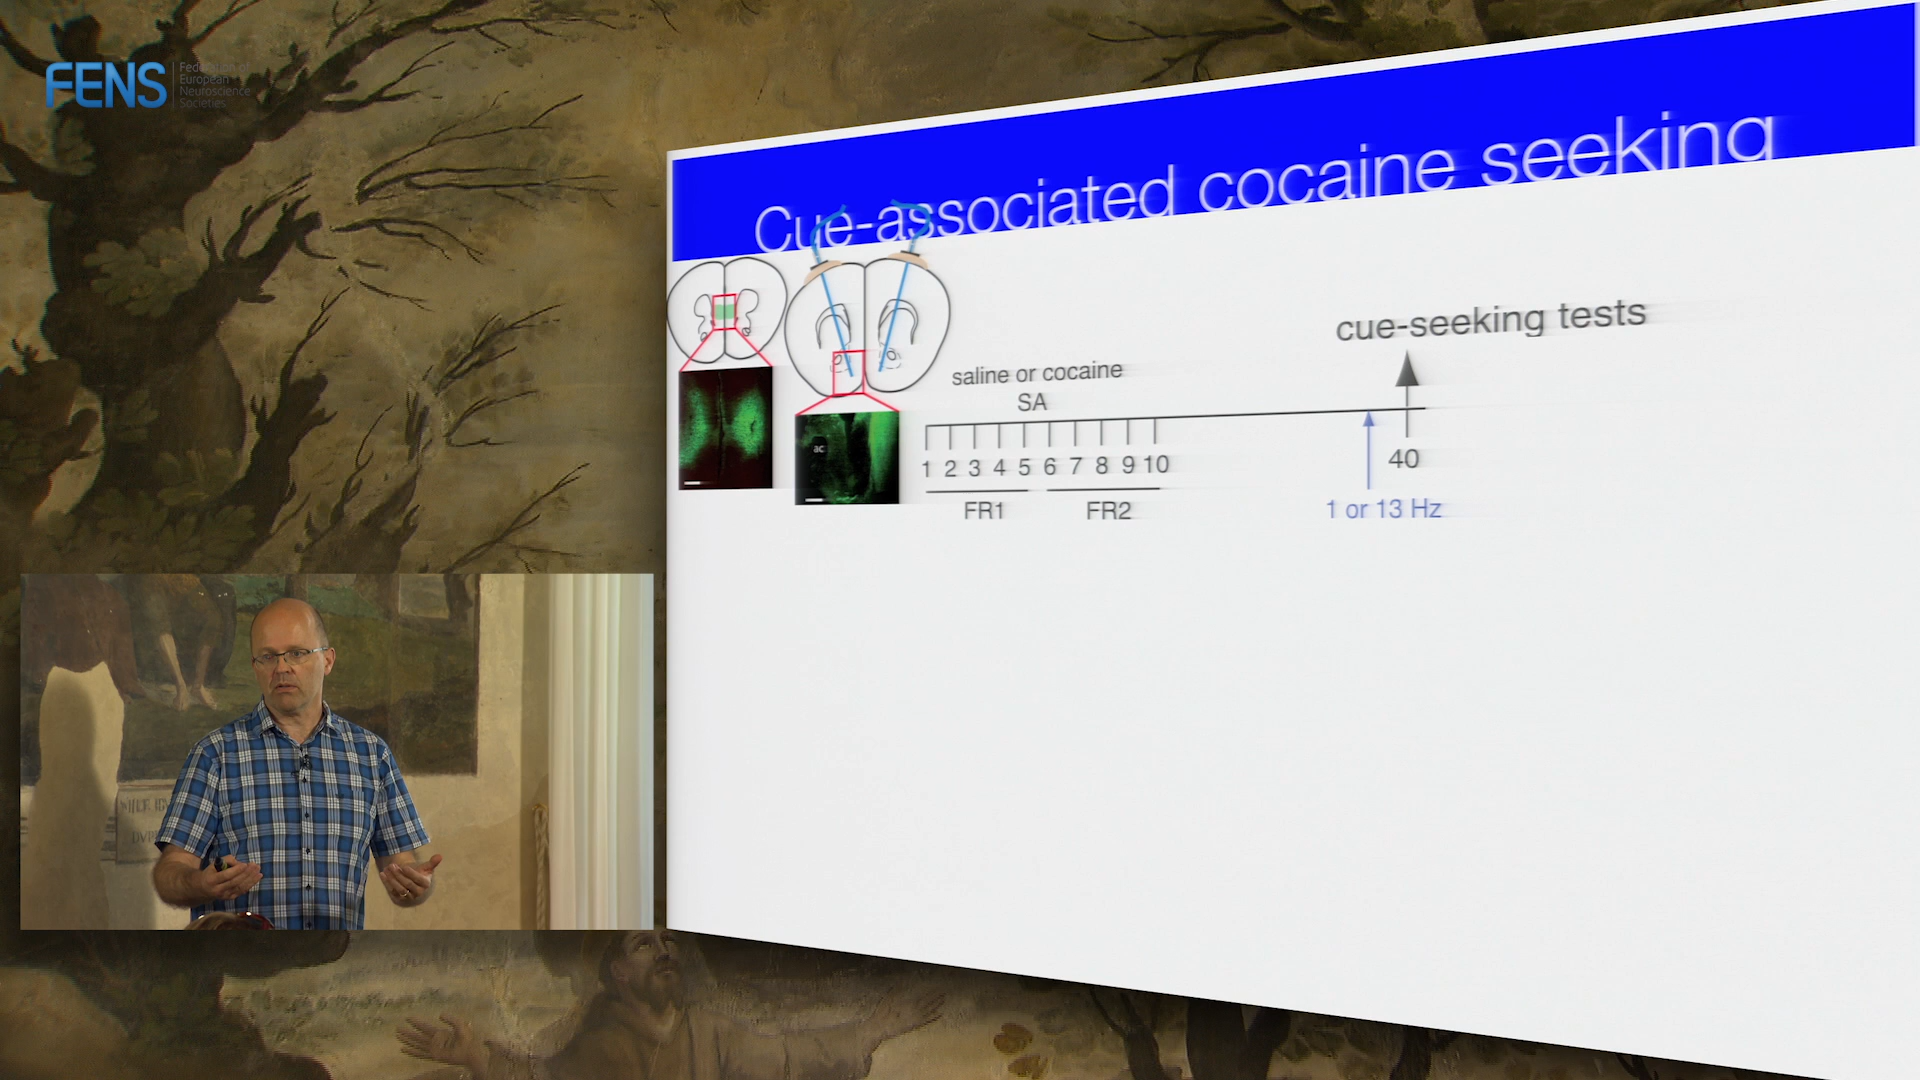 FENS
Federation of
European
Neuroscience
Societies
Cue-associated cocaine seeking
cue-seeking tests
saline or cocaine
SA
1 2 3 4 5 6 7 8 9 10
40
FR1
FR2
1 or 13 Hz
ac